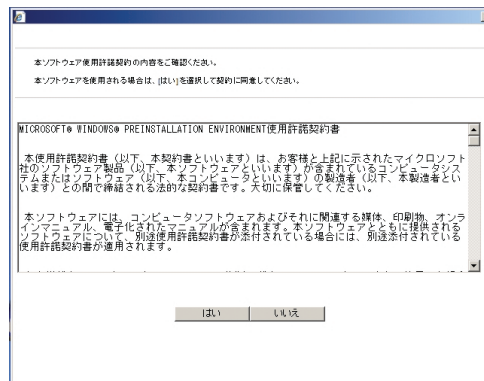 本ソフトウェア使用許諾契約の内容をご確認ください。
本ソフトウェアを使用される場合は、[はい]を選択して契約に同意してください。
MICROSOFT® WINDOWS® PREINSTALLATION ENVIRONMENT使用許諾契約書
本使用許諾契約書（以下、本契約書といいます）は、お客様と上記に示されたマイクロソフト
社のソフトウェア製品（以下、本ソフトウェアといいます）が含まれているコンピュータシス
テムまたはソフトウェア（以下、本コンピュータといいます）の製造者（以下、本製造者とい
います）との間で締結される法的な契約書です。大切に保管してください。
本ソフトウェアには、コンピュータソフトウェアおよびそれに関連する媒体、印刷物、オンラ
インマニュアル、電子化されたマニュアルが含まれます。本ソフトウェアとともに提供される
ソフトウェアについて、別途使用許諾契約書が添付されている場合には、別途添付されている
使用許諾契約書が適用されます。
はい
いいえ